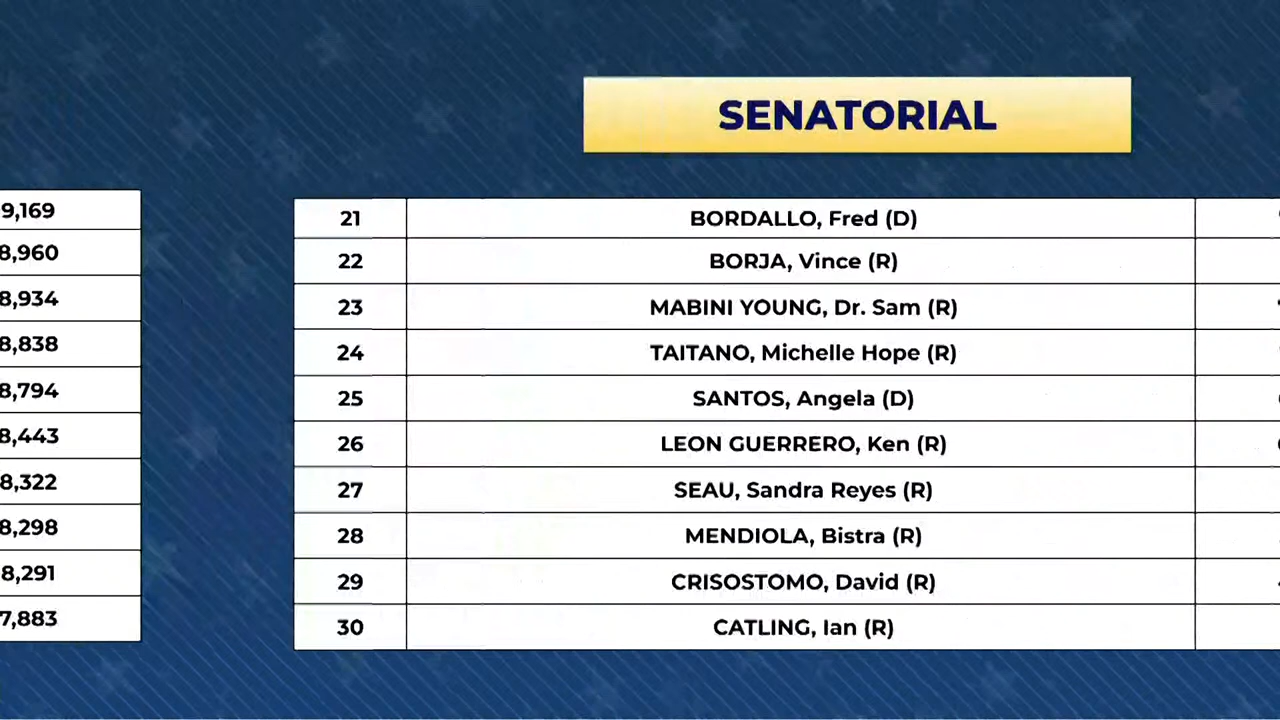 SENATORIAL
9,169
8,960
8,934
8,838
8,794
8,443
8,322
8,298
8,291
7,883
21 BORDALLO, Fred (D)
22 BORJA, Vince (R)
23 MABINI YOUNG, Dr. Sam (R)
24 TAITANO, Michelle Hope (R)
25 SANTOS, Angela (D)
26 LEON GUERRERO, Ken (R)
27 SEAU, Sandra Reyes (R)
28 MENDIOLA, Bistra (R)
29 CRISOSTOMO, David (R)
30 CATLING, Ian (R)